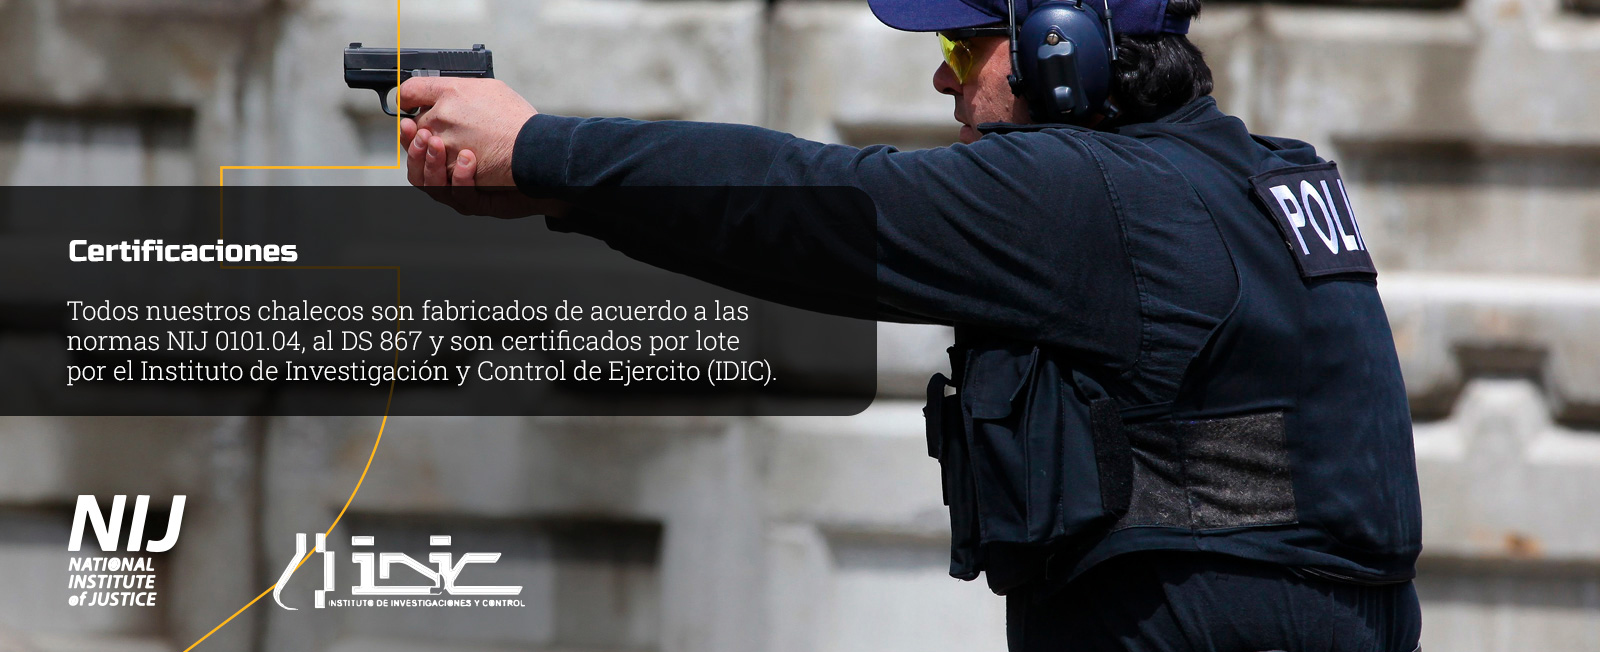 POLI
Certificaciones
Todos nuestros chalecos son fabricados de acuerdo a las
normas NIJ 0101.04, al DS 867 y son certificados por lote
por el Instituto de Investigación y Control de Ejercito (IDIC).
NIJ
NATIONAL
INSTITUTE
of JUSTICE
iDiC
INSTITUTO DE INVESTIGACIONES Y CONTROL